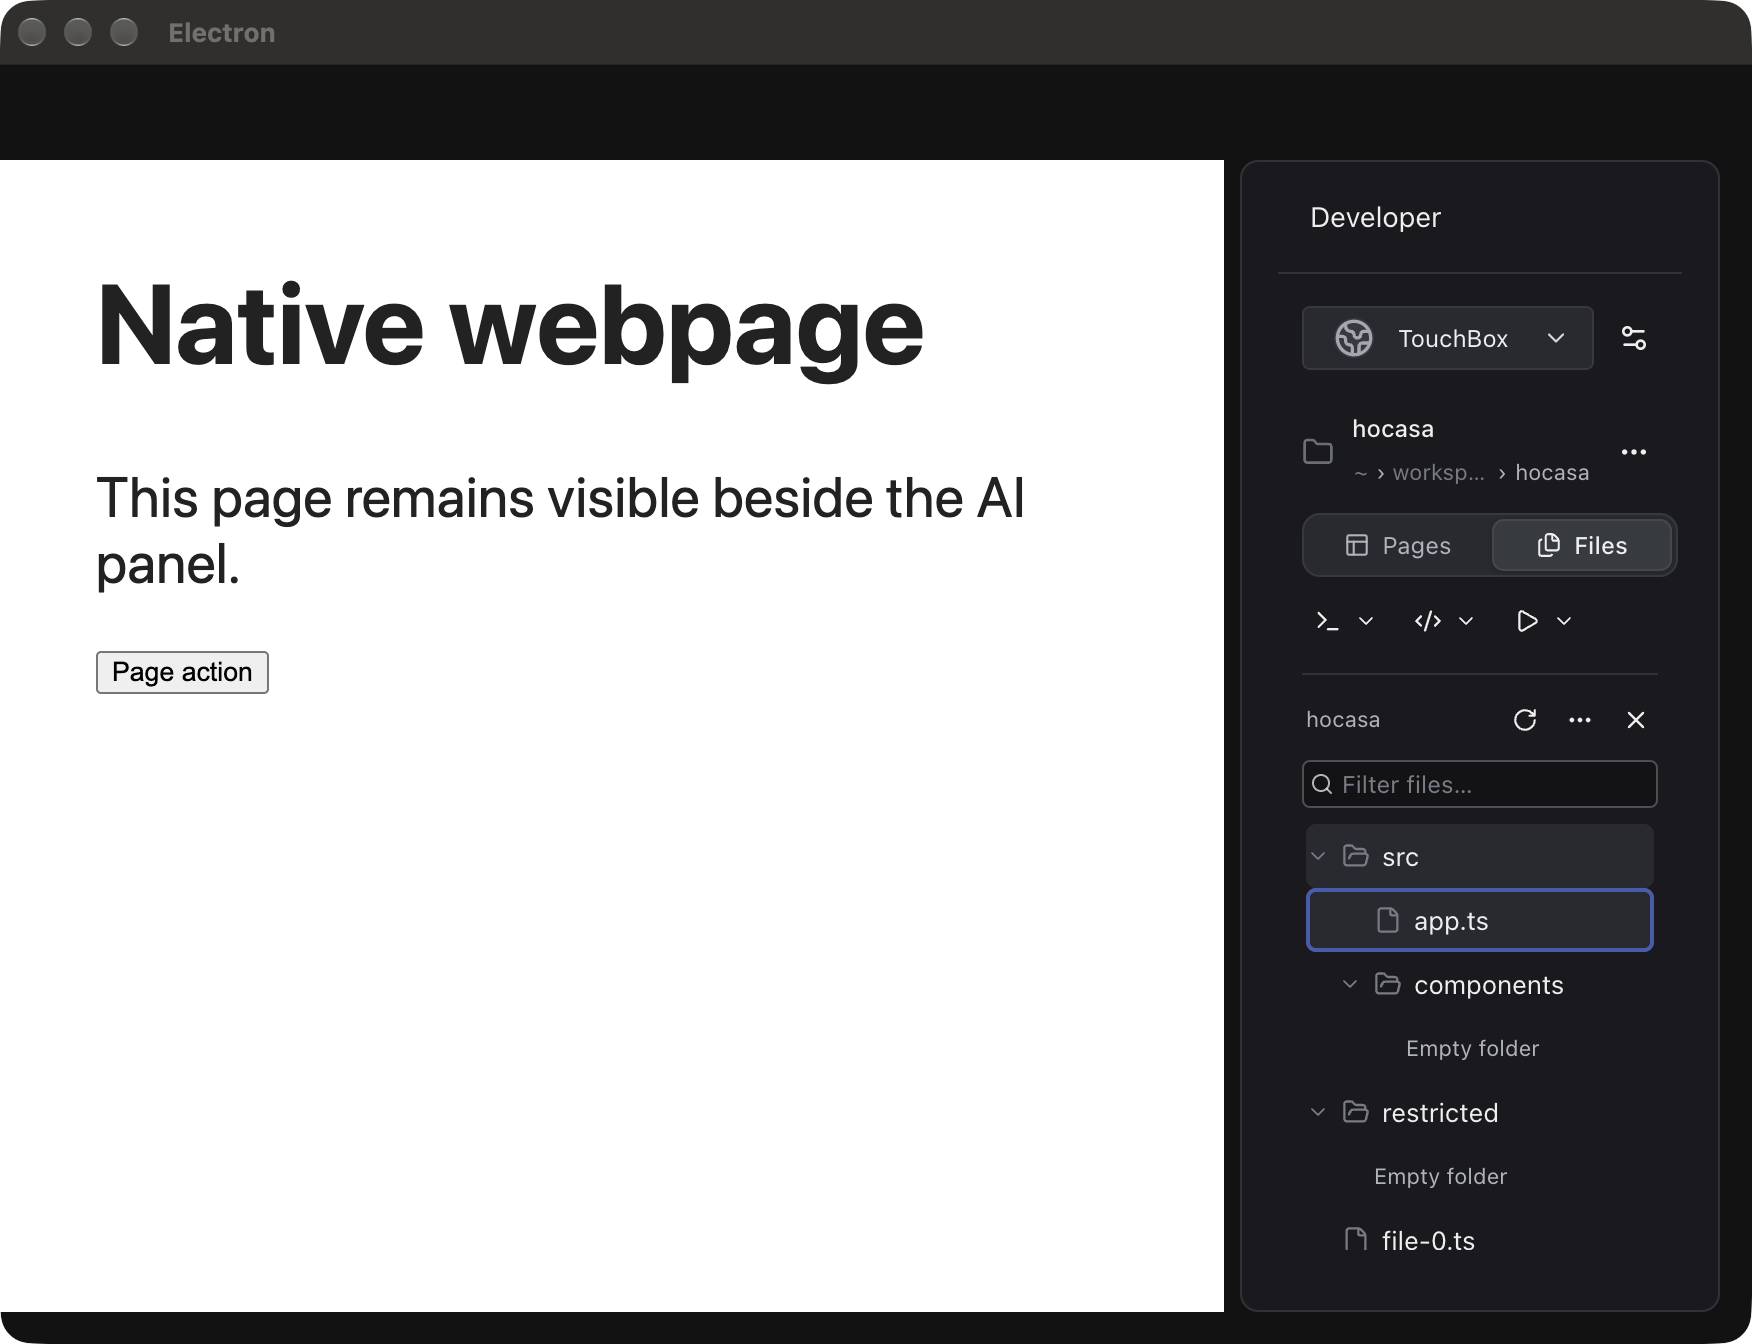 Electron
Native webpage
This page remains visible beside the AI
panel.
Page action
Developer
TouchBox
hocasa
~ › worksp... › hocasa
Pages
Files
hocasa
Filter files...
src
app.ts
components
Empty folder
restricted
Empty folder
file-0.ts